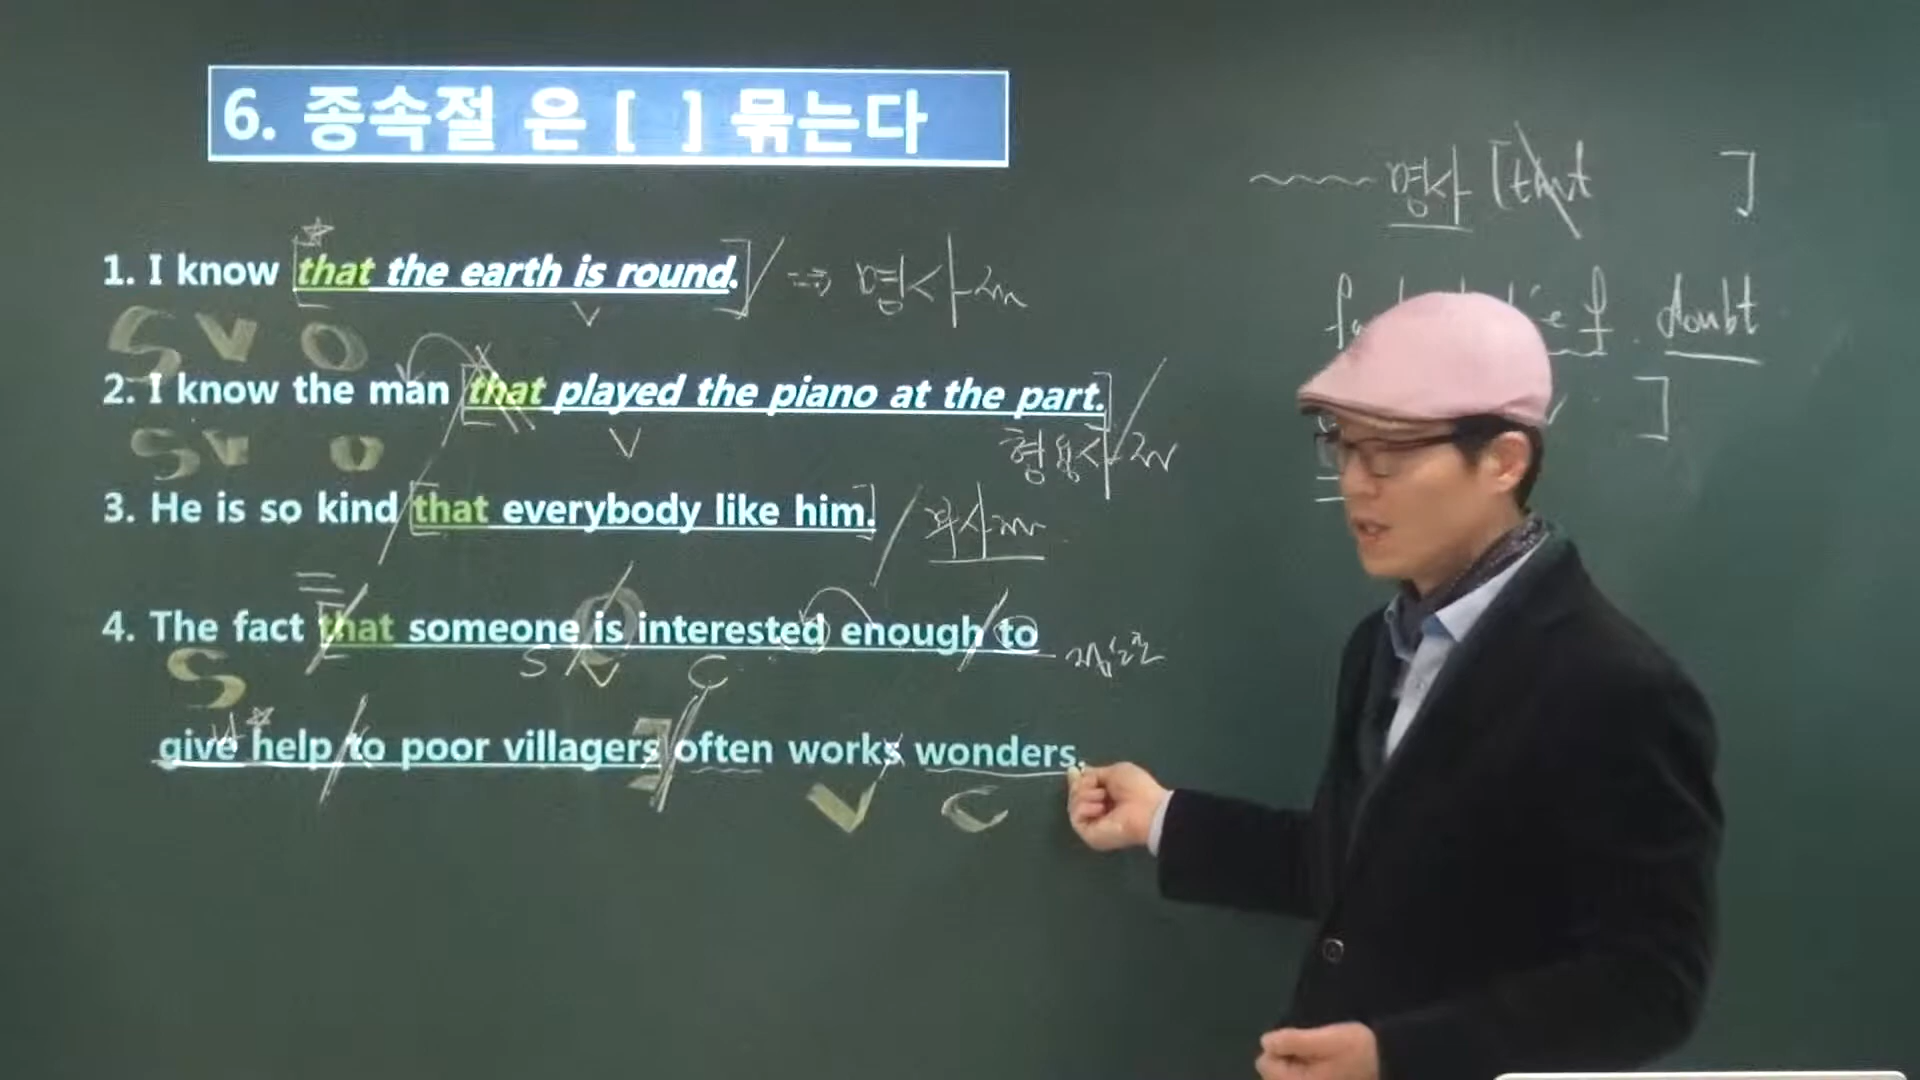 6. 종속절 은 [ ] 묶는다
명사 [that ]
1. I know that the earth is round. 명사
doubt
S V O V
2. I know the man that played the piano at the part.
]
S V O V 형용사
3. He is so kind that everybody like him. 부사
=
4. The fact that someone is interested enough to
S S V C
give help to poor villagers often works wonders.
V C